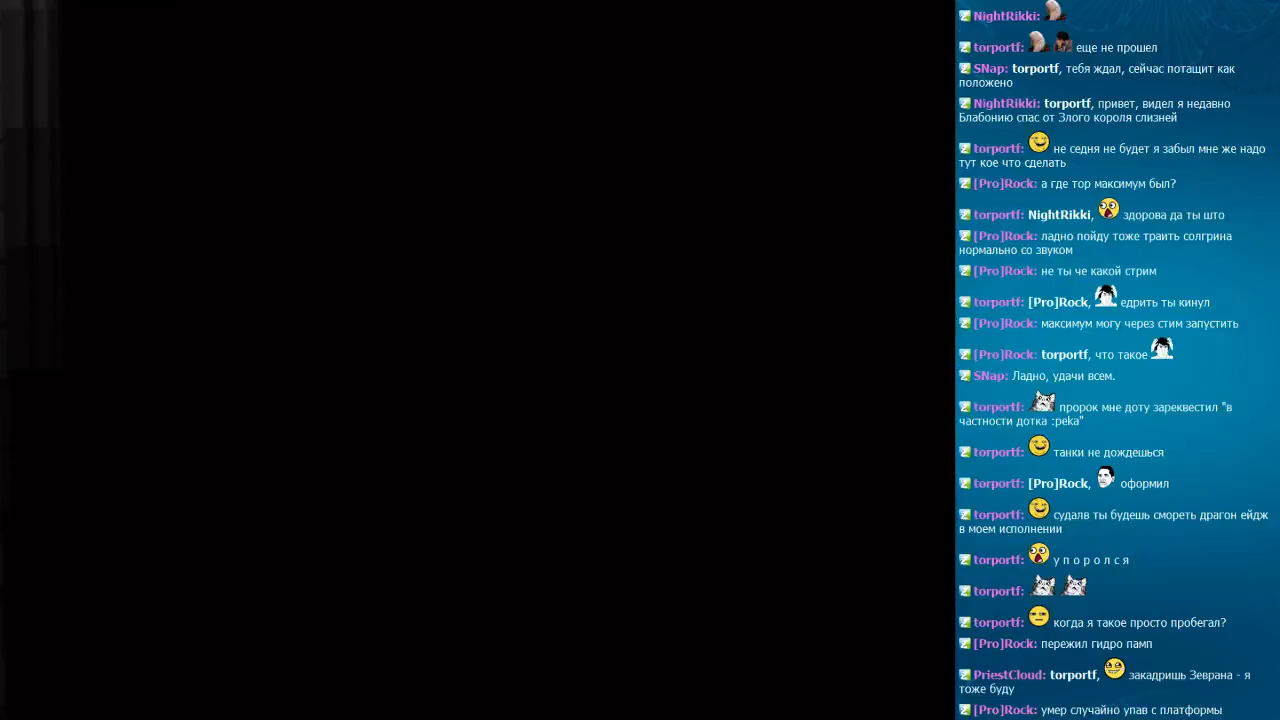 NightRikki:
torportf: еще не прошел
SNap: torportf, тебя ждал, сейчас потащит как
положено
NightRikki: torportf, привет, видел я недавно
Блабонию спас от Злого короля слизней
torportf: не седня не будет я забыл мне же надо
тут кое что сделать
[Pro]Rock: а где тор максимум был?
torportf: NightRikki, здорова да ты што
[Pro]Rock: ладно пойду тоже траить солгрина
нормально со звуком
[Pro]Rock: не ты че какой стрим
torportf: [Pro]Rock, едрить ты кинул
[Pro]Rock: максимум могу через стим запустить
[Pro]Rock: torportf, что такое
SNap: Ладно, удачи всем.
torportf: пророк мне доту зареквестил "в
частности дотка :peka"
torportf: танки не дождешься
torportf: [Pro]Rock, оформил
torportf: судалв ты будешь смореть драгон ейдж
в моем исполнении
torportf: у п о р о л с я
torportf:
torportf: когда я такое просто пробегал?
[Pro]Rock: пережил гидро памп
PriestCloud: torportf, закадришь Зеврана - я
тоже буду
[Pro]Rock: умер случайно упав с платформы